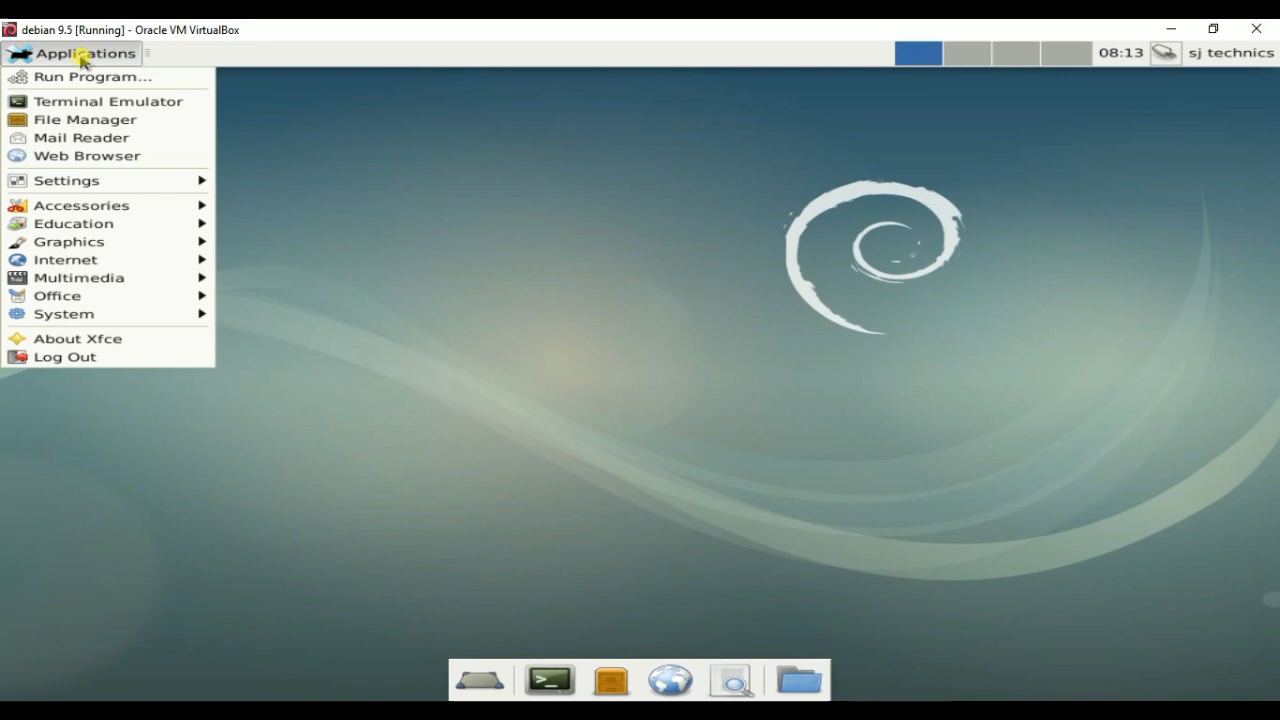 debian 9.5 [Running] - Oracle VM VirtualBox
Applications
08:13
sj technics
Run Program...
Terminal Emulator
File Manager
Mail Reader
Web Browser
Settings
Accessories
Education
Graphics
Internet
Multimedia
Office
System
About Xfce
Log Out